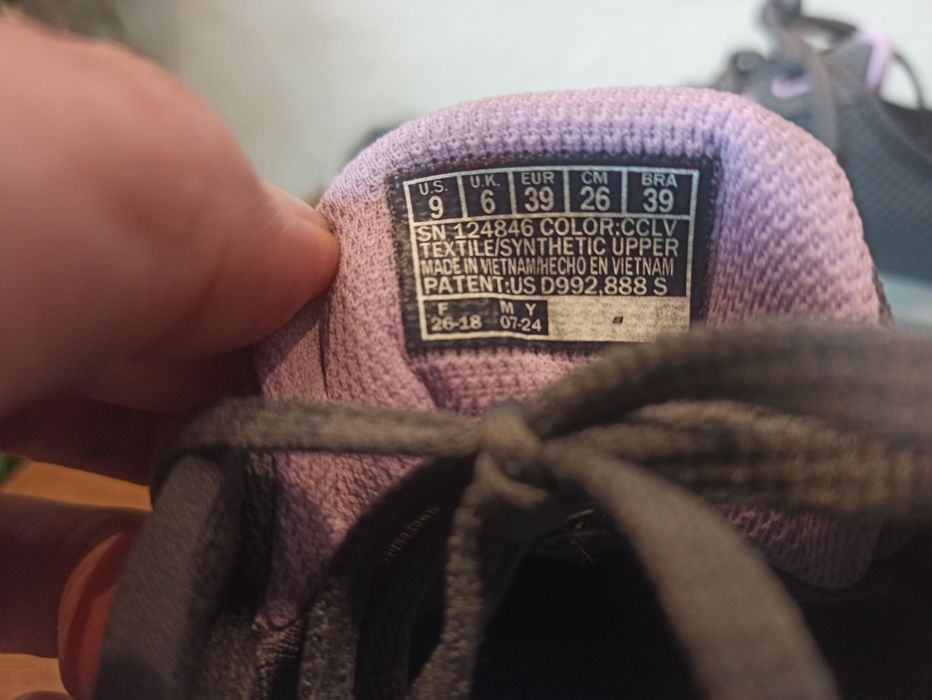 U.S. U.K. EUR CM BRA
9 6 39 26 39
SN 124846 COLOR:CCLV
TEXTILE/SYNTHETIC UPPER
MADE IN VIETNAM/HECHO EN VIETNAM
PATENT:US D992,888 S
F M Y
26-18 07-24